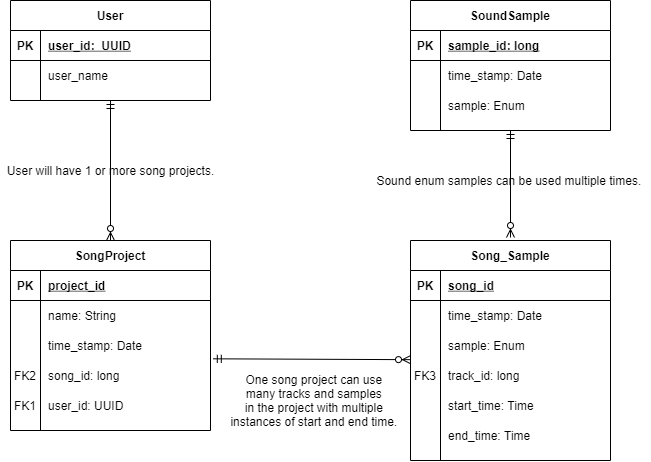 User
PK user_id: UUID
user_name
SoundSample
PK sample_id: long
time_stamp: Date
sample: Enum
User will have 1 or more song projects.
Sound enum samples can be used multiple times.
SongProject
PK project_id
name: String
time_stamp: Date
FK2 song_id: long
FK1 user_id: UUID
One song project can use
many tracks and samples
in the project with multiple
instances of start and end time.
Song_Sample
PK song_id
time_stamp: Date
sample: Enum
FK3 track_id: long
start_time: Time
end_time: Time